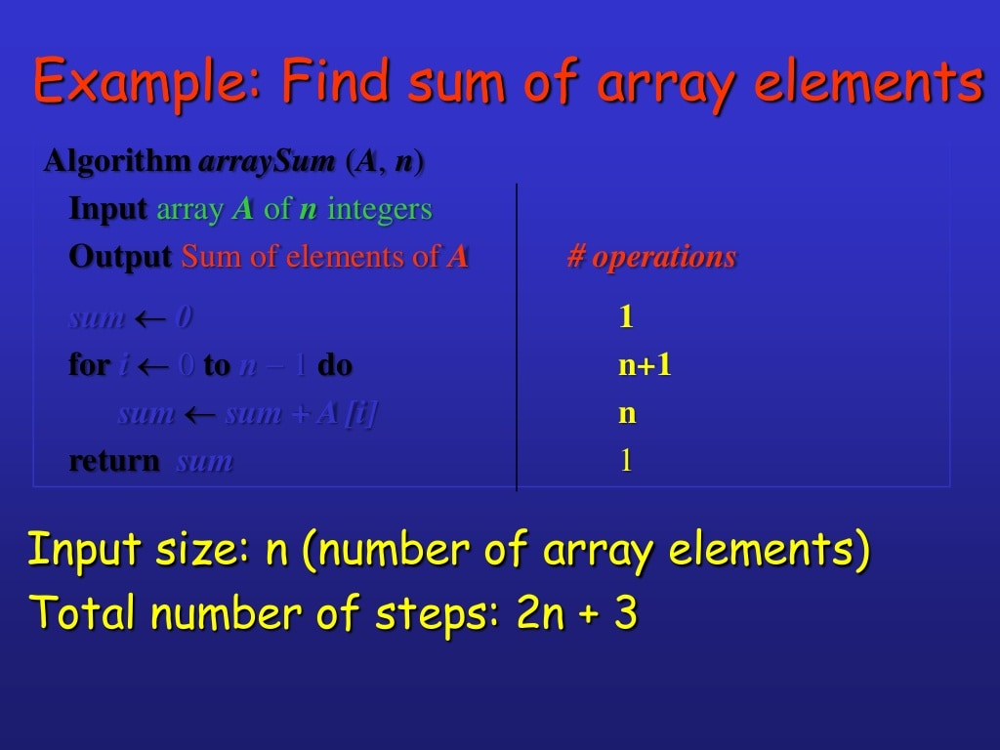 Example: Find sum of array elements
Algorithm arraySum (A, n)
Input array A of n integers
Output Sum of elements of A # operations
sum ← 0 1
for i ← 0 to n − 1 do n+1
sum ← sum + A [i] n
return sum 1
Input size: n (number of array elements)
Total number of steps: 2n + 3